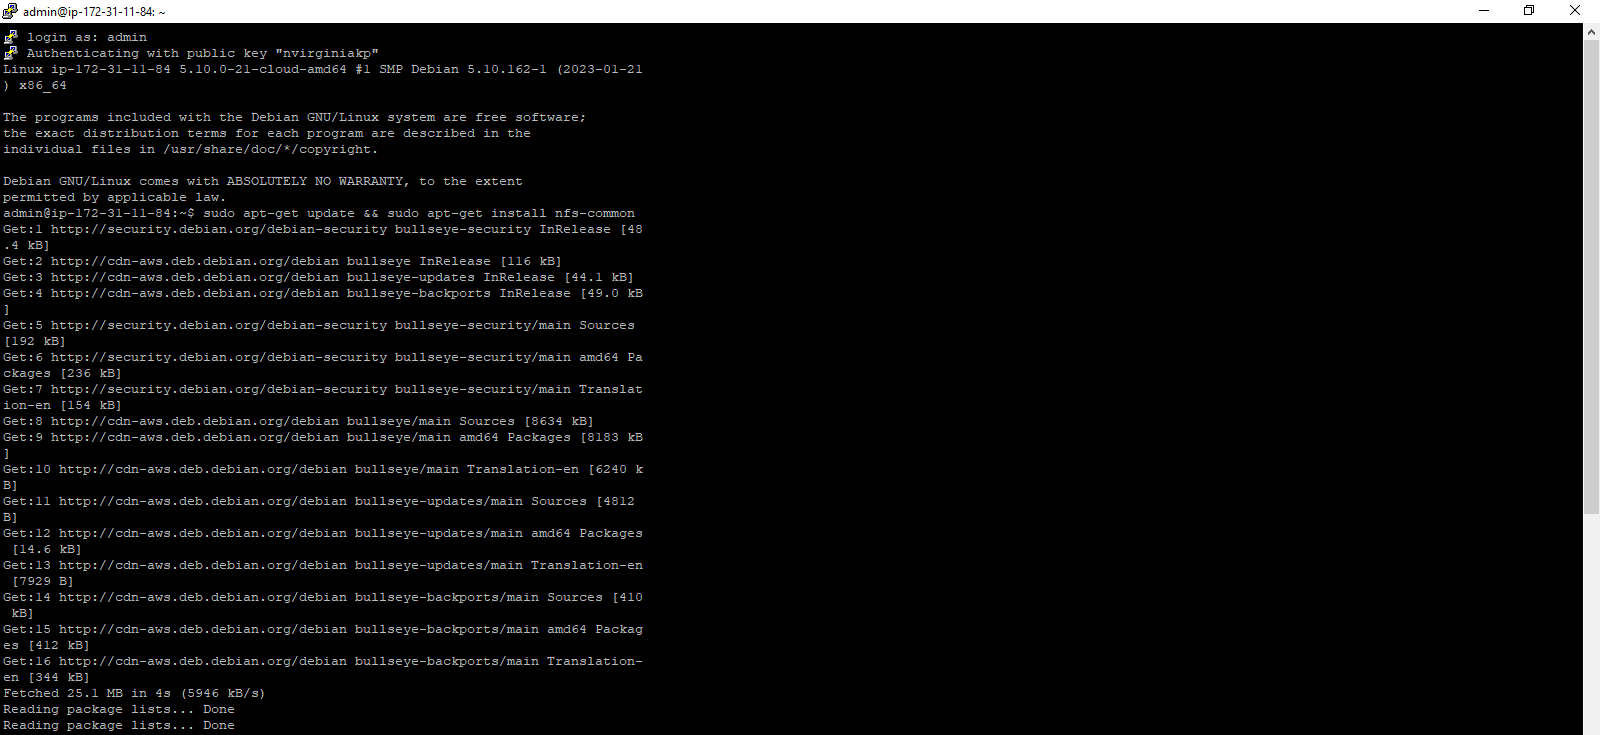 admin@ip-172-31-11-84: ~
login as: admin
Authenticating with public key "nvirginiakp"
Linux ip-172-31-11-84 5.10.0-21-cloud-amd64 #1 SMP Debian 5.10.162-1 (2023-01-21
) x86_64
The programs included with the Debian GNU/Linux system are free software;
the exact distribution terms for each program are described in the
individual files in /usr/share/doc/*/copyright.
Debian GNU/Linux comes with ABSOLUTELY NO WARRANTY, to the extent
permitted by applicable law.
admin@ip-172-31-11-84:~$ sudo apt-get update && sudo apt-get install nfs-common
Get:1 http://security.debian.org/debian-security bullseye-security InRelease [48
.4 kB]
Get:2 http://cdn-aws.deb.debian.org/debian bullseye InRelease [116 kB]
Get:3 http://cdn-aws.deb.debian.org/debian bullseye-updates InRelease [44.1 kB]
Get:4 http://cdn-aws.deb.debian.org/debian bullseye-backports InRelease [49.0 kB
]
Get:5 http://security.debian.org/debian-security bullseye-security/main Sources
[192 kB]
Get:6 http://security.debian.org/debian-security bullseye-security/main amd64 Pa
ckages [236 kB]
Get:7 http://security.debian.org/debian-security bullseye-security/main Translat
ion-en [154 kB]
Get:8 http://cdn-aws.deb.debian.org/debian bullseye/main Sources [8634 kB]
Get:9 http://cdn-aws.deb.debian.org/debian bullseye/main amd64 Packages [8183 kB
]
Get:10 http://cdn-aws.deb.debian.org/debian bullseye/main Translation-en [6240 k
B]
Get:11 http://cdn-aws.deb.debian.org/debian bullseye-updates/main Sources [4812
B]
Get:12 http://cdn-aws.deb.debian.org/debian bullseye-updates/main amd64 Packages
[14.6 kB]
Get:13 http://cdn-aws.deb.debian.org/debian bullseye-updates/main Translation-en
[7929 B]
Get:14 http://cdn-aws.deb.debian.org/debian bullseye-backports/main Sources [410
kB]
Get:15 http://cdn-aws.deb.debian.org/debian bullseye-backports/main amd64 Packag
es [412 kB]
Get:16 http://cdn-aws.deb.debian.org/debian bullseye-backports/main Translation-
en [344 kB]
Fetched 25.1 MB in 4s (5946 kB/s)
Reading package lists... Done
Reading package lists... Done